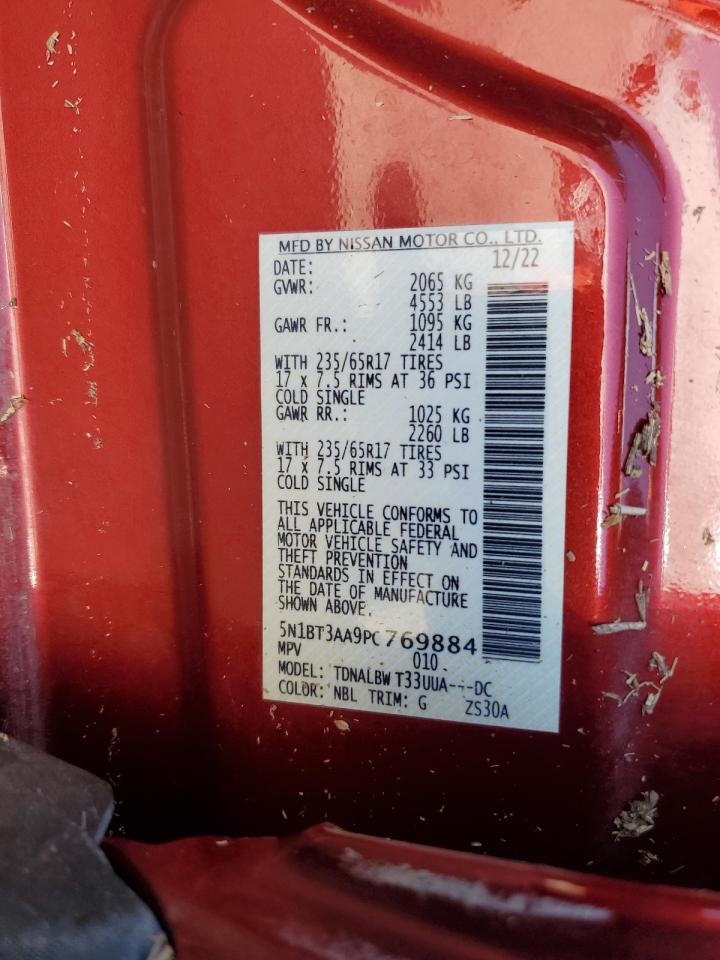 MFD BY NISSAN MOTOR CO., LTD.
DATE: 12/22
GVWR: 2065 KG
4553 LB
GAWR FR.: 1095 KG
2414 LB
WITH 235/65R17 TIRES
17 x 7.5 RIMS AT 36 PSI
COLD SINGLE
GAWR RR.: 1025 KG
2260 LB
WITH 235/65R17 TIRES
17 x 7.5 RIMS AT 33 PSI
COLD SINGLE
THIS VEHICLE CONFORMS TO
ALL APPLICABLE FEDERAL
MOTOR VEHICLE SAFETY AND
THEFT PREVENTION
STANDARDS IN EFFECT ON
THE DATE OF MANUFACTURE
SHOWN ABOVE.
5N1BT3AA9PC769884
MPV 010
MODEL: TDNALBW T33UUA---DC
COLOR: NBL TRIM: G ZS30A